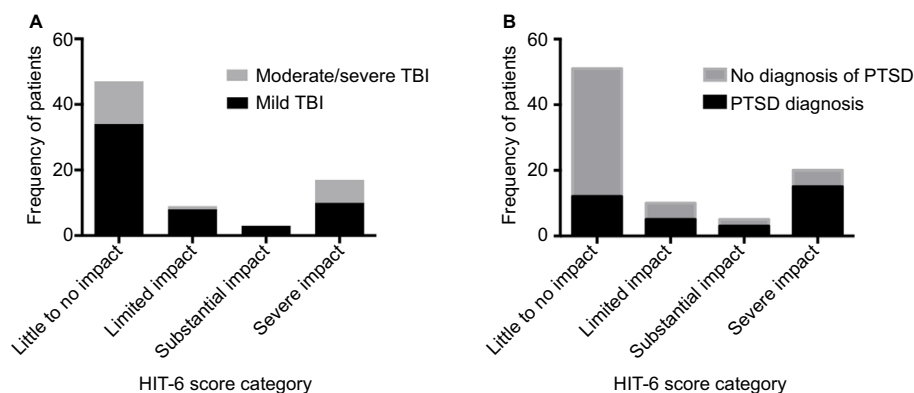 A
Frequency of patients
60
40
20
0
Moderate/severe TBI
Mild TBI
Little to no impact
Limited impact
Substantial impact
Severe impact
HIT-6 score category
B
Frequency of patients
60
40
20
0
No diagnosis of PTSD
PTSD diagnosis
Little to no impact
Limited impact
Substantial impact
Severe impact
HIT-6 score category